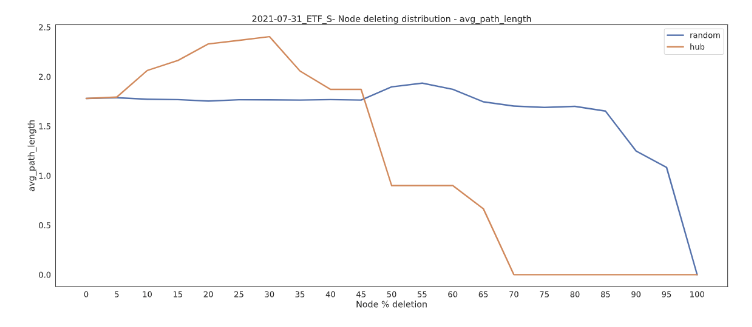 2021-07-31_ETF_S- Node deleting distribution - avg_path_length
random
hub
avg_path_length
2.5
2.0
1.5
1.0
0.5
0.0
0 5 10 15 20 25 30 35 40 45 50 55 60 65 70 75 80 85 90 95 100
Node % deletion